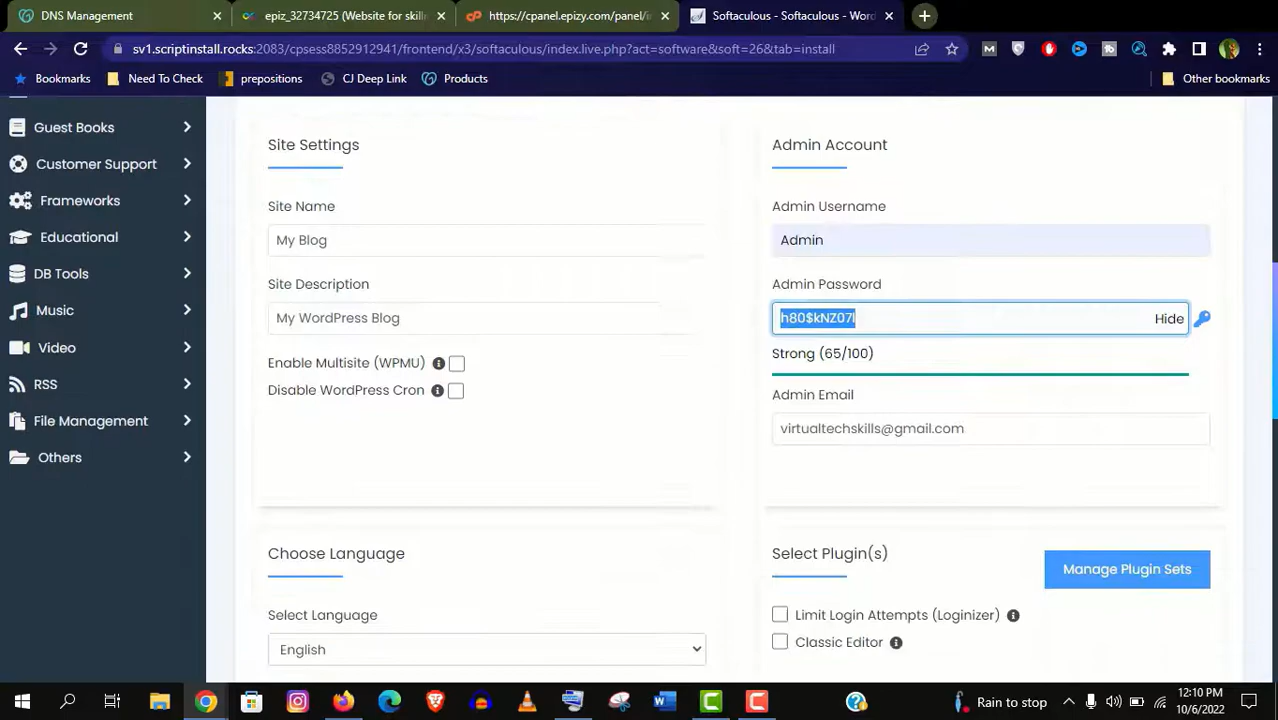 DNS Management
epiz_32734725 (Website for skille
https://cpanel.epizy.com/panel/in
Softaculous - Softaculous - Word
sv1.scriptinstall.rocks:2083/cpsess8852912941/frontend/x3/softaculous/index.live.php?act=software&soft=26&tab=install
Bookmarks
Need To Check
prepositions
CJ Deep Link
Products
Other bookmarks
Guest Books
Customer Support
Frameworks
Educational
DB Tools
Music
Video
RSS
File Management
Others
Site Settings
Site Name
My Blog
Site Description
My WordPress Blog
Enable Multisite (WPMU)
Disable WordPress Cron
Admin Account
Admin Username
Admin
Admin Password
h80$kNZ07l
Hide
Strong (65/100)
Admin Email
virtualtechskills@gmail.com
Choose Language
Select Language
English
Select Plugin(s)
Manage Plugin Sets
Limit Login Attempts (Loginizer)
Classic Editor
Rain to stop
12:10 PM
10/6/2022